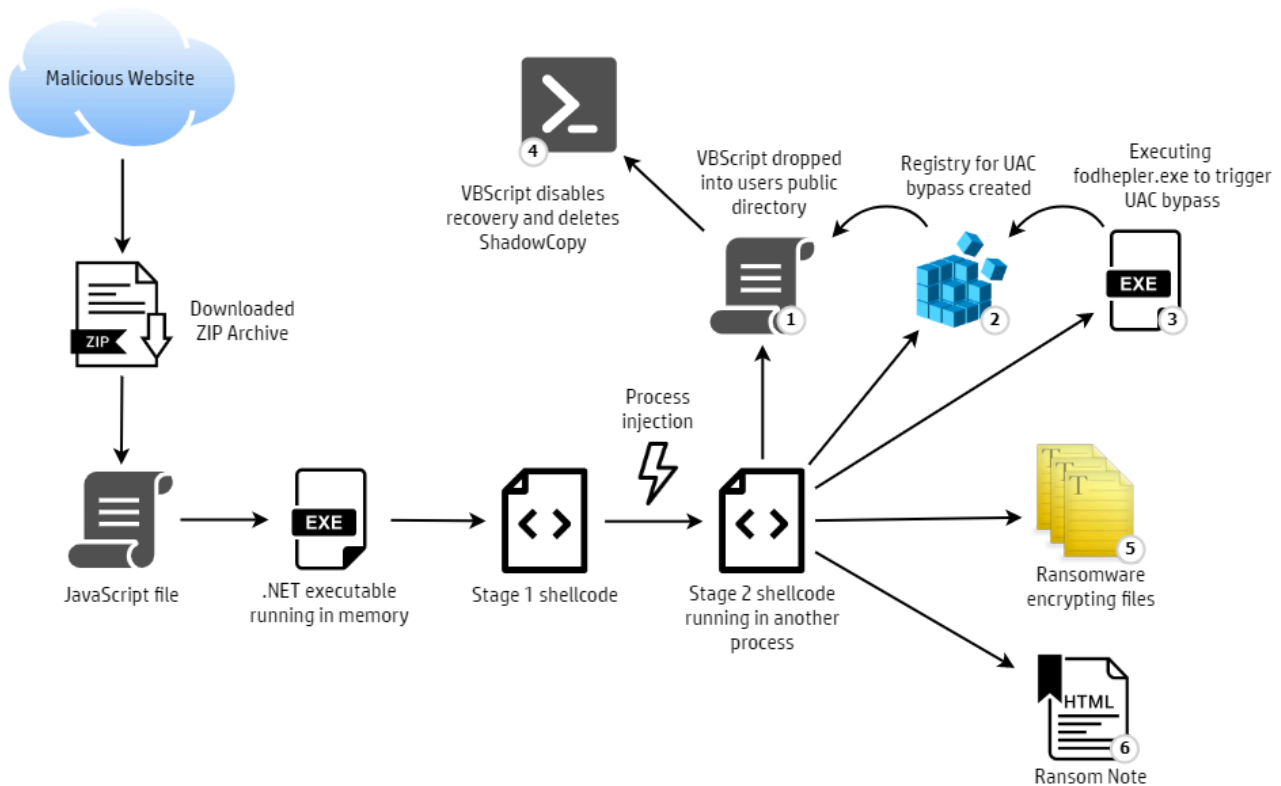 Malicious Website
Downloaded
ZIP Archive
ZIP
JavaScript file
EXE
.NET executable
running in memory
Stage 1 shellcode
Process
injection
Stage 2 shellcode
running in another
process
4
VBScript disables
recovery and deletes
ShadowCopy
VBScript dropped
into users public
directory
1
Registry for UAC
bypass created
2
Executing
fodhepler.exe to trigger
UAC bypass
EXE
3
T
T
T
5
Ransomware
encrypting files
HTML
6
Ransom Note